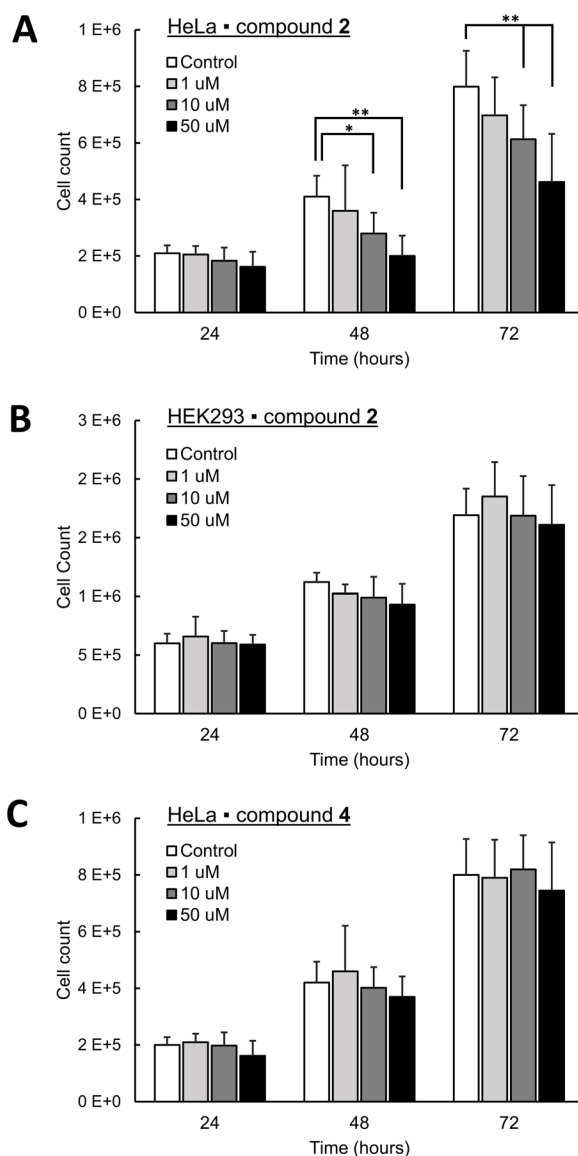 A
HeLa ▪ compound 2
Control
1 uM
10 uM
50 uM
**
*
**
1 E+6
8 E+5
6 E+5
4 E+5
2 E+5
0 E+0
Cell count
24 48 72
Time (hours)
B
HEK293 ▪ compound 2
Control
1 uM
10 uM
50 uM
3 E+6
2 E+6
2 E+6
1 E+6
5 E+5
0 E+0
Cell Count
24 48 72
Time (hours)
C
HeLa ▪ compound 4
Control
1 uM
10 uM
50 uM
1 E+6
8 E+5
6 E+5
4 E+5
2 E+5
0 E+0
Cell count
24 48 72
Time (hours)